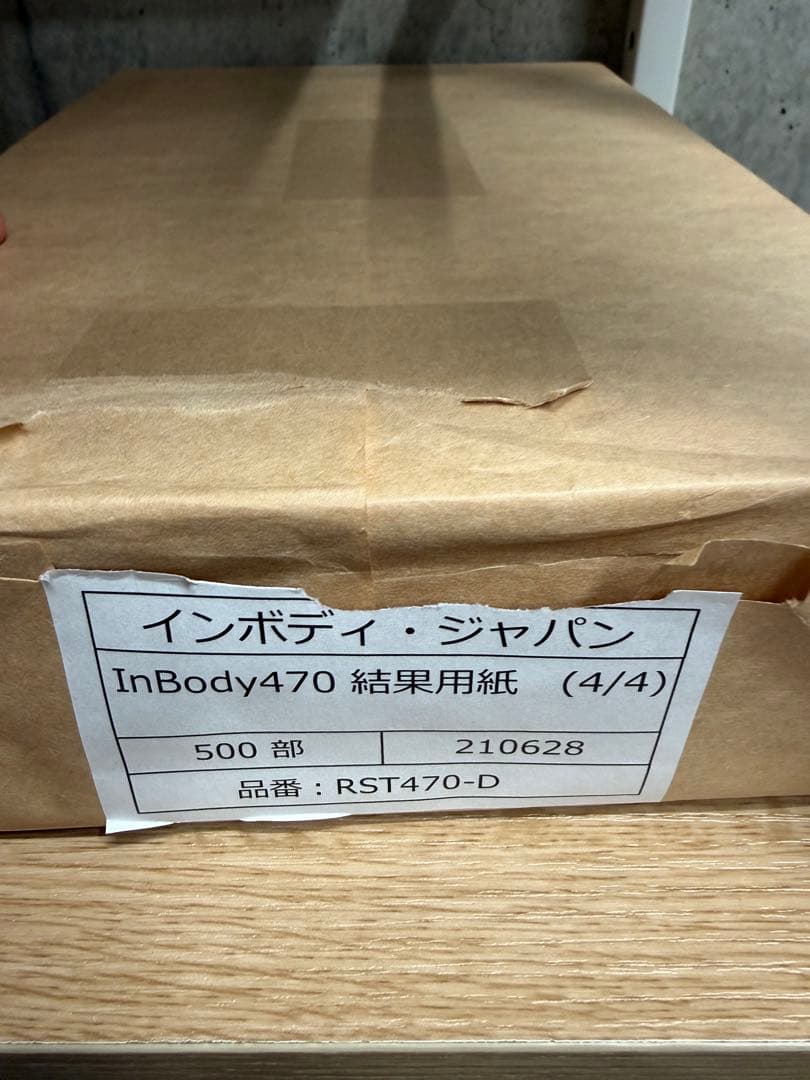 インボディ・ジャパン
InBody470 結果用紙 (4/4)
500 部 210628
品番：RST470-D